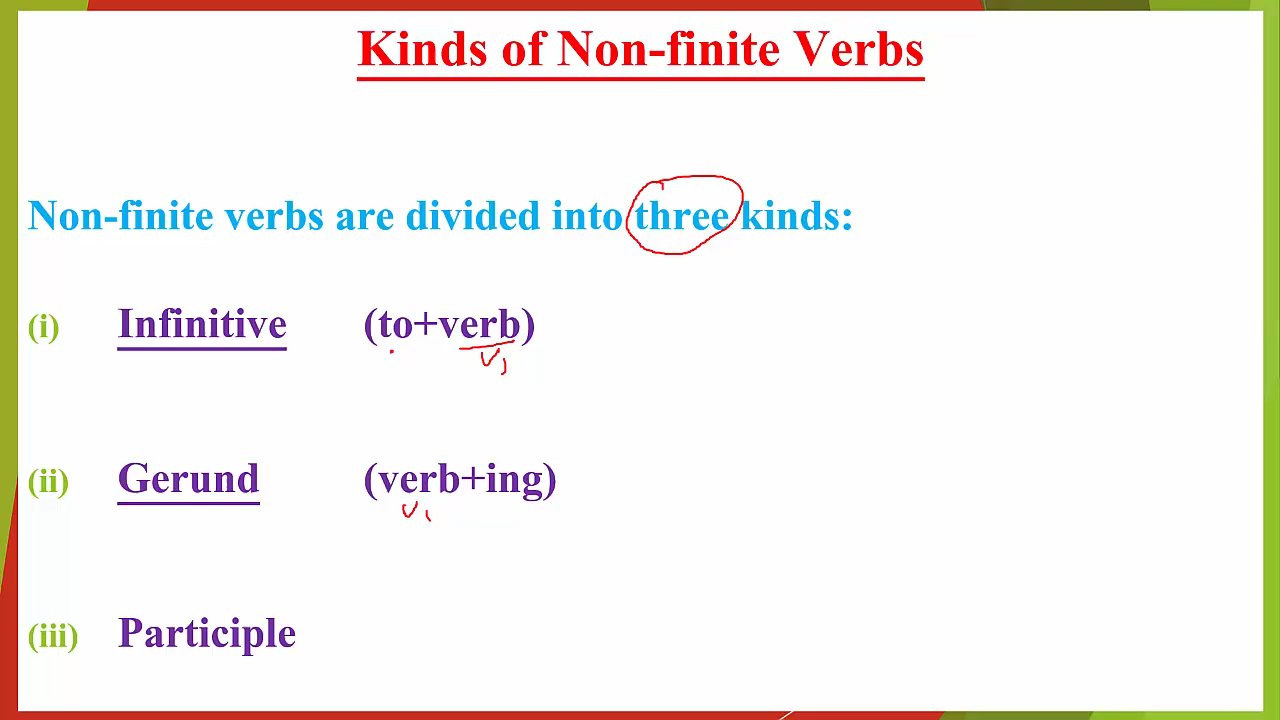 Kinds of Non-finite Verbs
Non-finite verbs are divided into three kinds:
(i) Infinitive (to+verb)
V1
(ii) Gerund (verb+ing)
V1
(iii) Participle